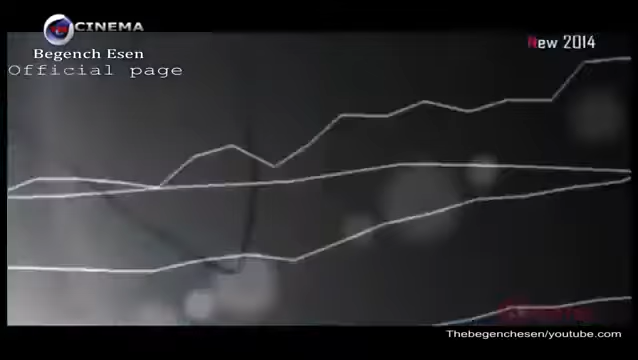 CINEMA
Begench Esen
Official page
New 2014
Thebegenchesen/youtube.com